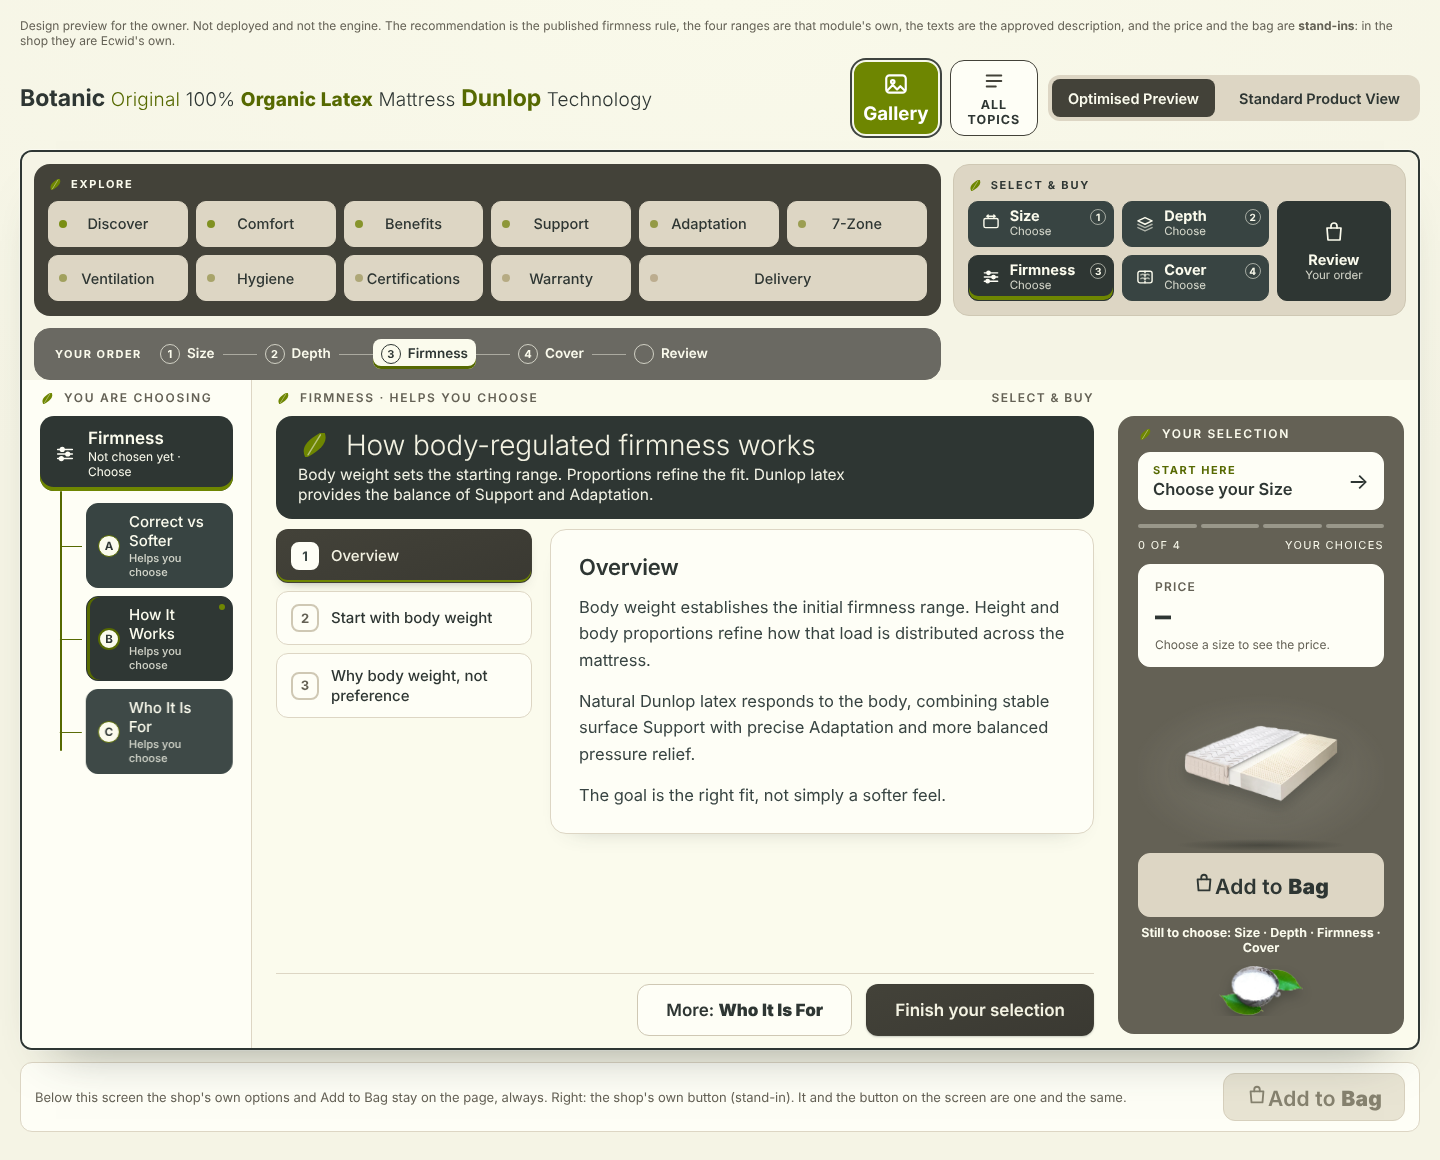 Design preview for the owner. Not deployed and not the engine. The recommendation is the published firmness rule, the four ranges are that module's own, the texts are the approved description, and the price and the bag are stand-ins: in the
shop they are Ecwid's own.
Botanic Original 100% Organic Latex Mattress Dunlop Technology
Gallery
ALL
TOPICS
Optimised Preview
Standard Product View
EXPLORE
Discover
Comfort
Benefits
Support
Adaptation
7-Zone
Ventilation
Hygiene
Certifications
Warranty
Delivery
SELECT & BUY
Size
Choose
1
Depth
Choose
2
Firmness
Choose
3
Cover
Choose
4
Review
Your order
YOUR ORDER
1 Size
2 Depth
3 Firmness
4 Cover
Review
YOU ARE CHOOSING
Firmness
Not chosen yet ·
Choose
A
Correct vs
Softer
Helps you
choose
B
How It
Works
Helps you
choose
C
Who It Is
For
Helps you
choose
FIRMNESS · HELPS YOU CHOOSE
SELECT & BUY
How body-regulated firmness works
Body weight sets the starting range. Proportions refine the fit. Dunlop latex
provides the balance of Support and Adaptation.
1 Overview
2 Start with body weight
3 Why body weight, not
preference
Overview
Body weight establishes the initial firmness range. Height and
body proportions refine how that load is distributed across the
mattress.
Natural Dunlop latex responds to the body, combining stable
surface Support with precise Adaptation and more balanced
pressure relief.
The goal is the right fit, not simply a softer feel.
More: Who It Is For
Finish your selection
YOUR SELECTION
START HERE
Choose your Size
0 OF 4
YOUR CHOICES
PRICE
–
Choose a size to see the price.
Add to Bag
Still to choose: Size · Depth · Firmness ·
Cover
Below this screen the shop's own options and Add to Bag stay on the page, always. Right: the shop's own button (stand-in). It and the button on the screen are one and the same.
Add to Bag